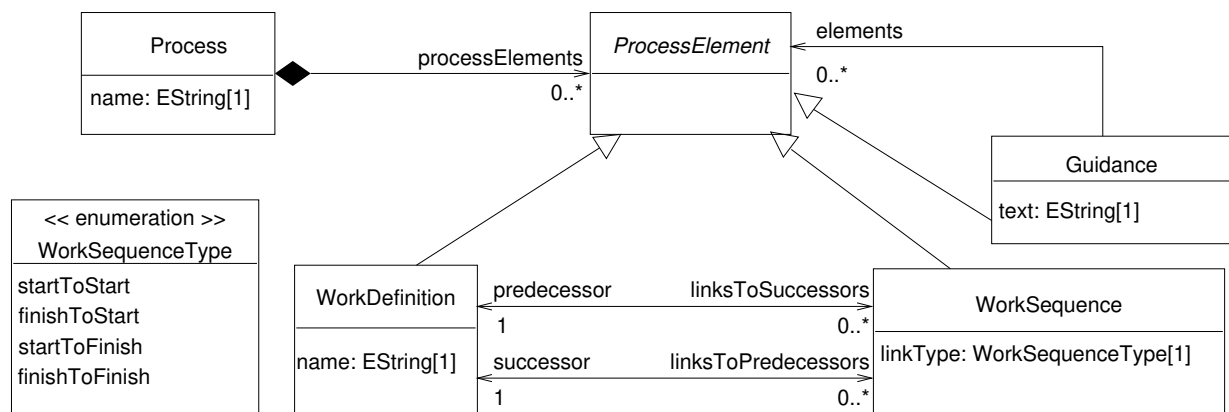 Process
name: EString[1]
processElements
0..*
ProcessElement
elements
0..*
Guidance
text: EString[1]
<< enumeration >>
WorkSequenceType
startToStart
finishToStart
startToFinish
finishToFinish
WorkDefinition
name: EString[1]
predecessor
1
linksToSuccessors
0..*
successor
1
linksToPredecessors
0..*
WorkSequence
linkType: WorkSequenceType[1]